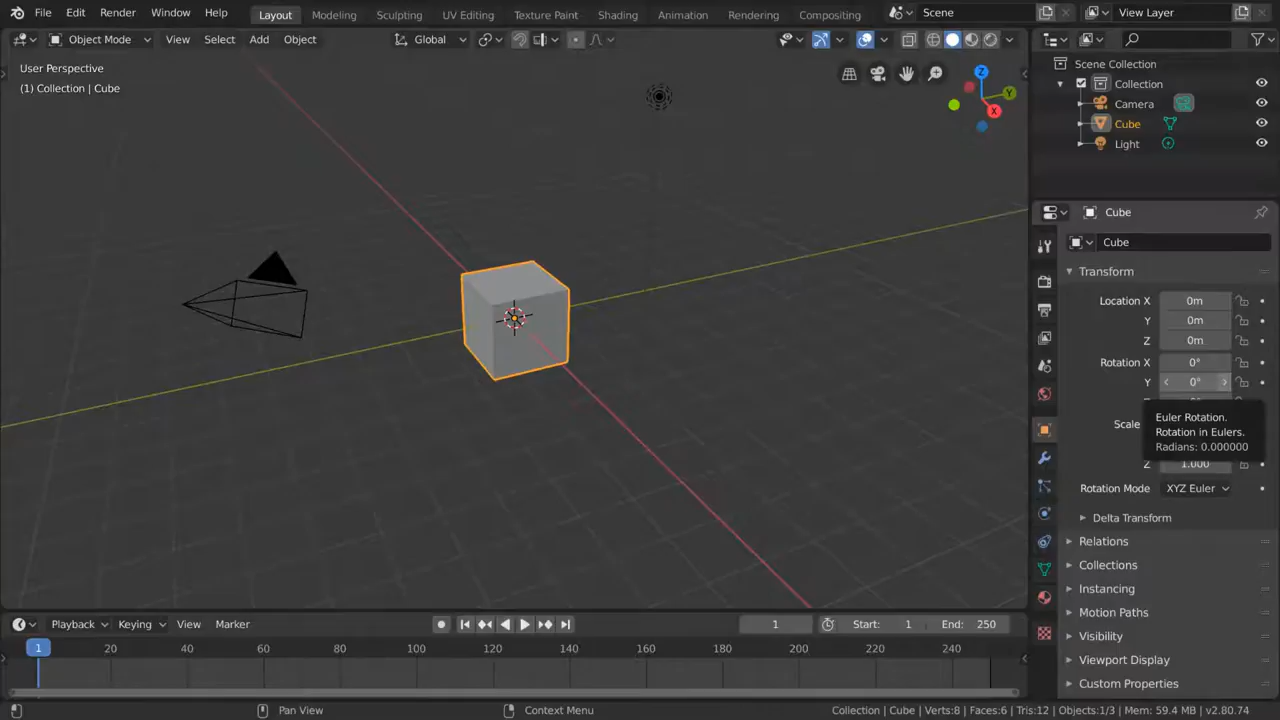 File Edit Render Window Help Layout Modeling Sculpting UV Editing Texture Paint Shading Animation Rendering Compositing Scene View Layer
Object Mode View Select Add Object Global
User Perspective
(1) Collection | Cube
Z
Y
X
Scene Collection
Collection
Camera
Cube
Light
Cube
Cube
Transform
Location X 0m
Y 0m
Z 0m
Rotation X 0°
Y 0°
Scale
Euler Rotation.
Rotation in Eulers.
Radians: 0.000000
Z 1.000
Rotation Mode XYZ Euler
Delta Transform
Relations
Collections
Instancing
Motion Paths
Visibility
Viewport Display
Custom Properties
Playback Keying View Marker 1 Start: 1 End: 250
1 20 40 60 80 100 120 140 160 180 200 220 240
Pan View Context Menu Collection | Cube | Verts:8 | Faces:6 | Tris:12 | Objects:1/3 | Mem: 59.4 MB | v2.80.74